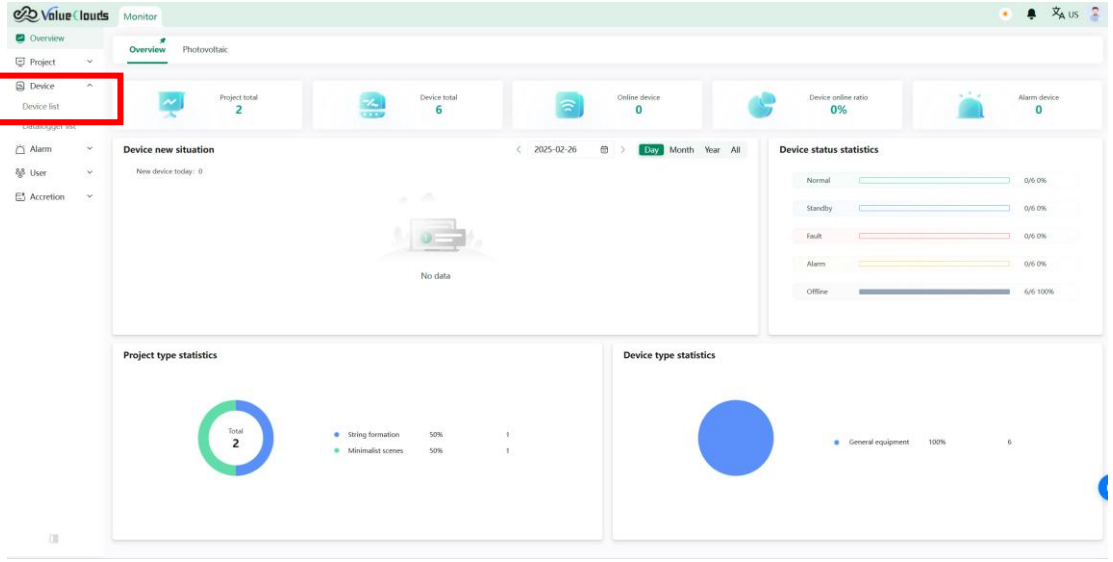 ValueClouds
Monitor
US
Overview
Project
Device
Device list
Datalogger list
Alarm
User
Accretion
Overview Photovoltaic
Project total
2
Device total
6
Online device
0
Device online ratio
0%
Alarm device
0
Device new situation
2025-02-26
Day Month Year All
New device today: 0
No data
Device status statistics
Normal 0/6 0%
Standby 0/6 0%
Fault 0/6 0%
Alarm 0/6 0%
Offline 6/6 100%
Project type statistics
Total
2
String formation 50% 1
Minimalist scenes 50% 1
Device type statistics
General equipment 100% 6